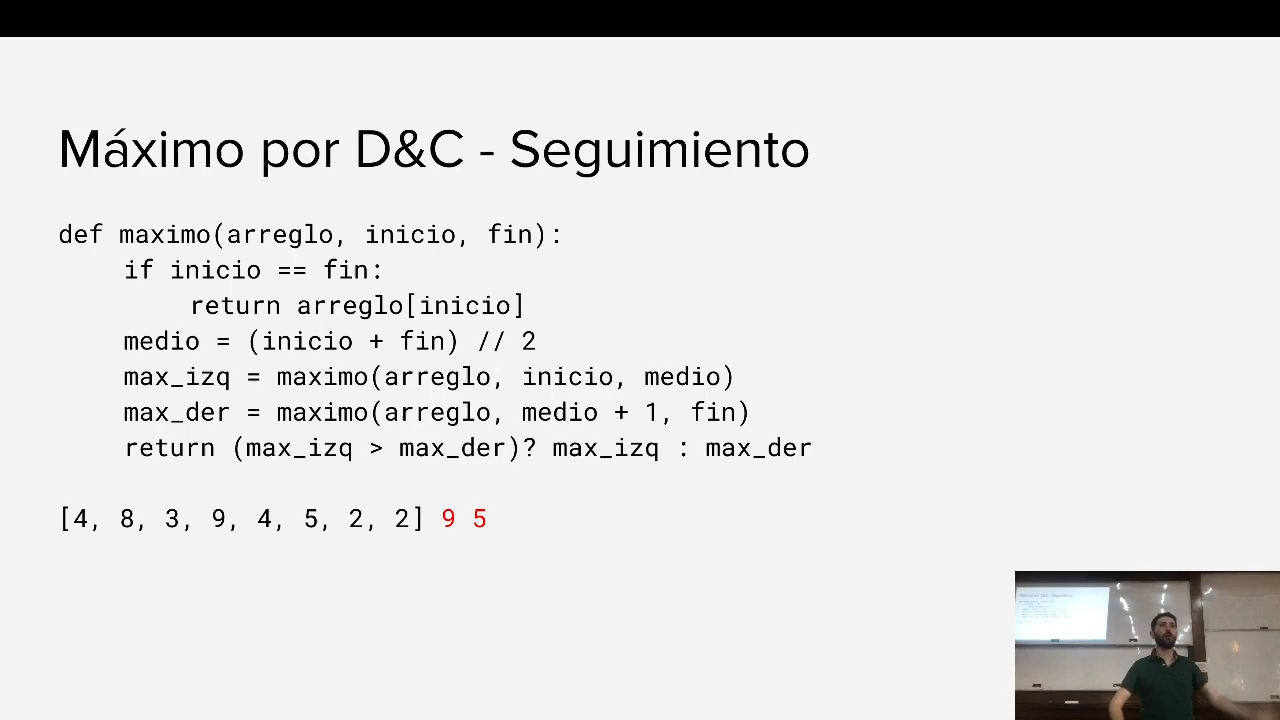 Máximo por D&C - Seguimiento
def maximo(arreglo, inicio, fin):
if inicio == fin:
return arreglo[inicio]
medio = (inicio + fin) // 2
max_izq = maximo(arreglo, inicio, medio)
max_der = maximo(arreglo, medio + 1, fin)
return (max_izq > max_der)? max_izq : max_der
[4, 8, 3, 9, 4, 5, 2, 2] 9 5